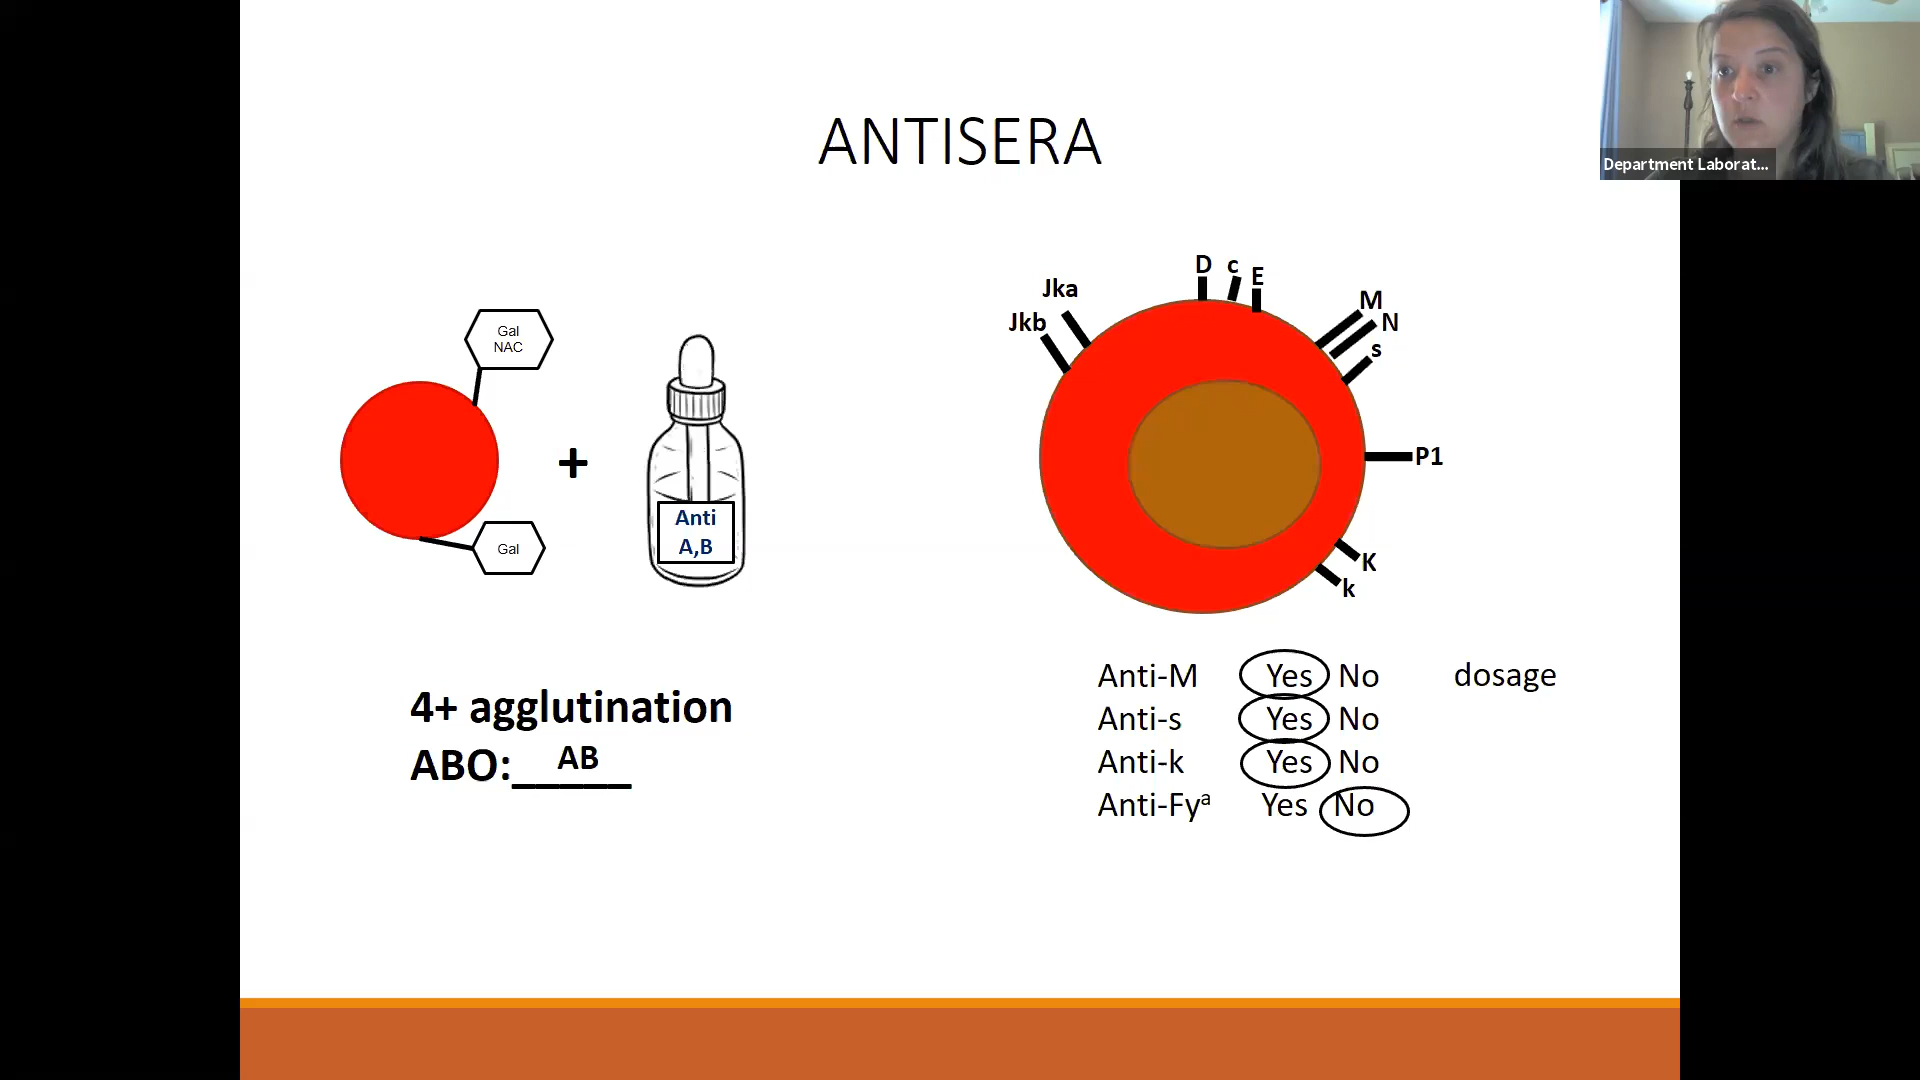 ANTISERA
Department Laborat...
Gal
NAC
+
Anti
A,B
Gal
4+ agglutination
ABO:_____
AB
D
c
E
Jka
Jkb
M
N
s
P1
K
k
Anti-M Yes No dosage
Anti-s Yes No
Anti-k Yes No
Anti-Fyᵃ Yes No